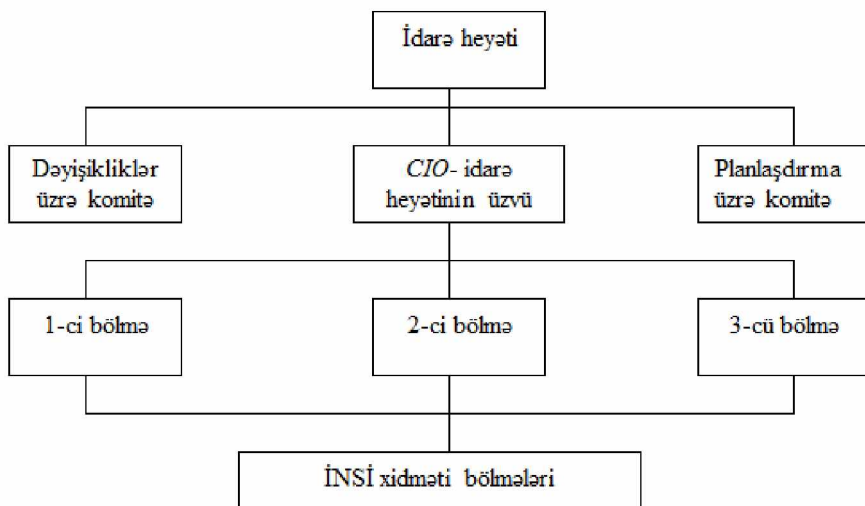 İdarə heyəti
Dəyişikliklər
üzrə komitə
CIO- idarə
heyətinin üzvü
Planlaşdırma
üzrə komitə
1-ci bölmə
2-ci bölmə
3-cü bölmə
İNSİ xidməti bölmələri